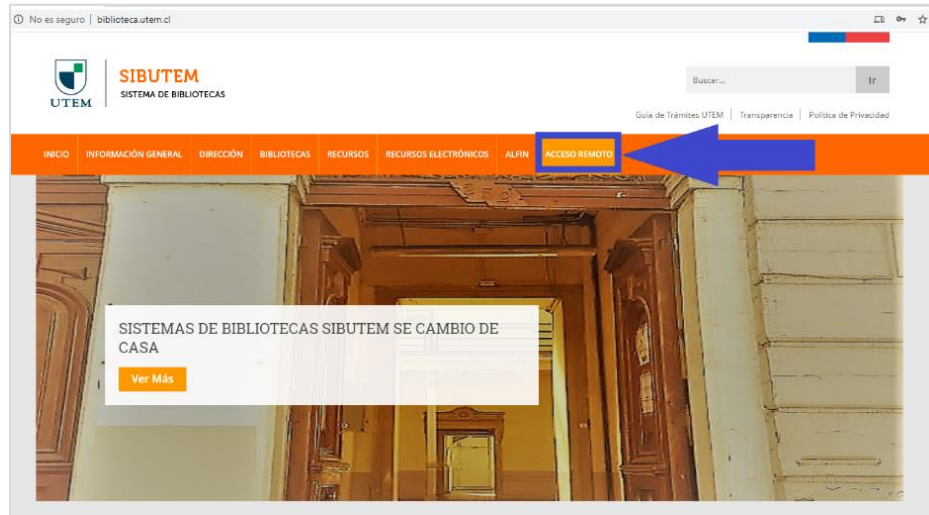 No es seguro | biblioteca.utem.cl
UTEM
SIBUTEM
SISTEMA DE BIBLIOTECAS
Buscar...
Ir
Guía de Trámites UTEM | Transparencia | Política de Privacidad
INICIO INFORMACIÓN GENERAL DIRECCIÓN BIBLIOTECAS RECURSOS RECURSOS ELECTRÓNICOS ALFIN ACCESO REMOTO
SISTEMAS DE BIBLIOTECAS SIBUTEM SE CAMBIO DE
CASA
Ver Más